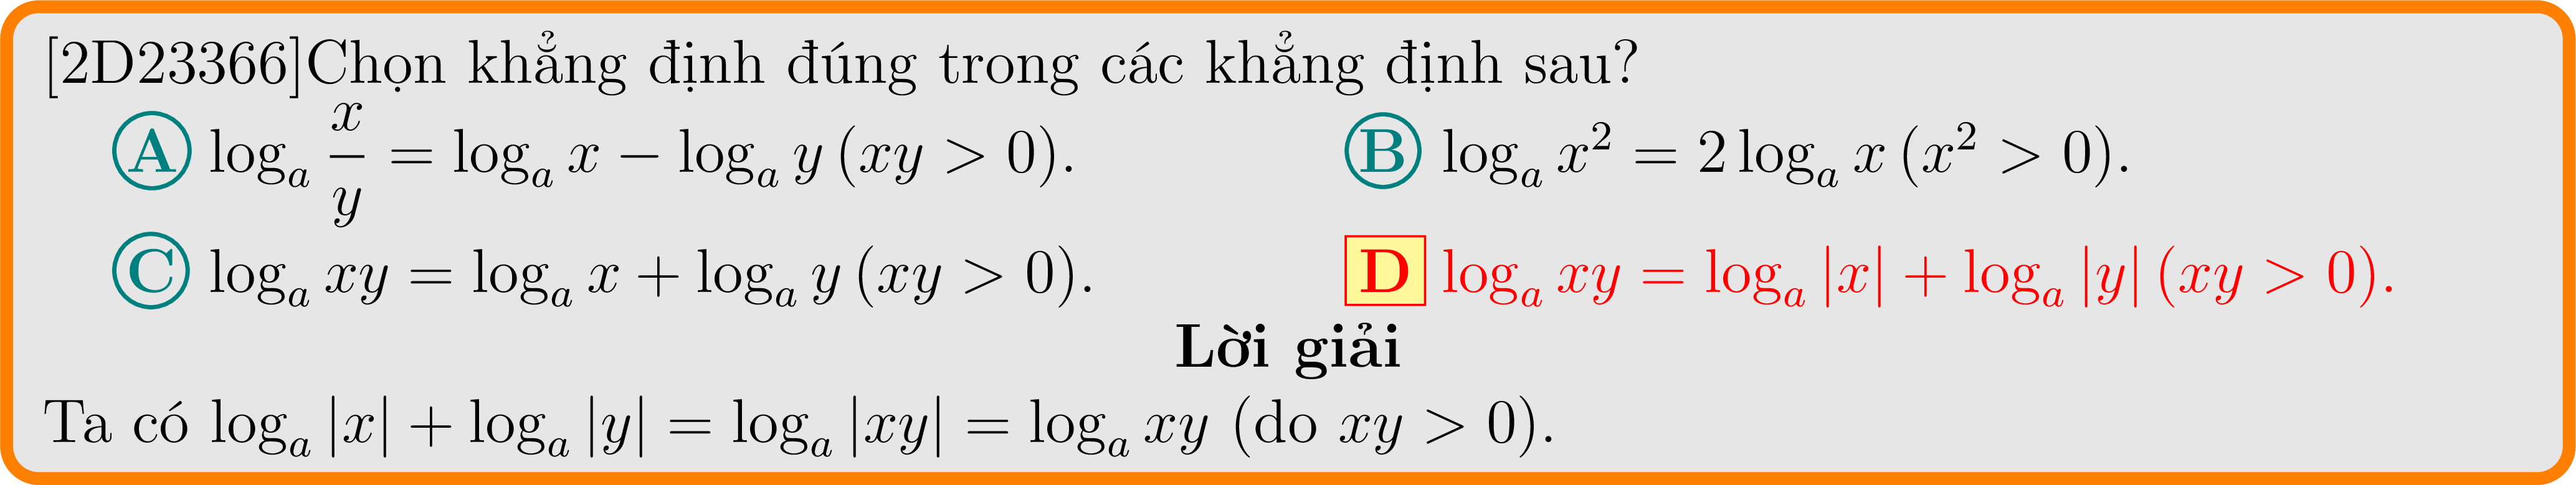 [2D23366]Chọn khẳng định đúng trong các khẳng định sau?
A $\log_a \dfrac{x}{y} = \log_a x - \log_a y \, (xy > 0)$. B $\log_a x^2 = 2 \log_a x \, (x^2 > 0)$.
C $\log_a xy = \log_a x + \log_a y \, (xy > 0)$. D $\log_a xy = \log_a |x| + \log_a |y| \, (xy > 0)$.
Lời giải
Ta có $\log_a |x| + \log_a |y| = \log_a |xy| = \log_a xy$ (do $xy > 0$).